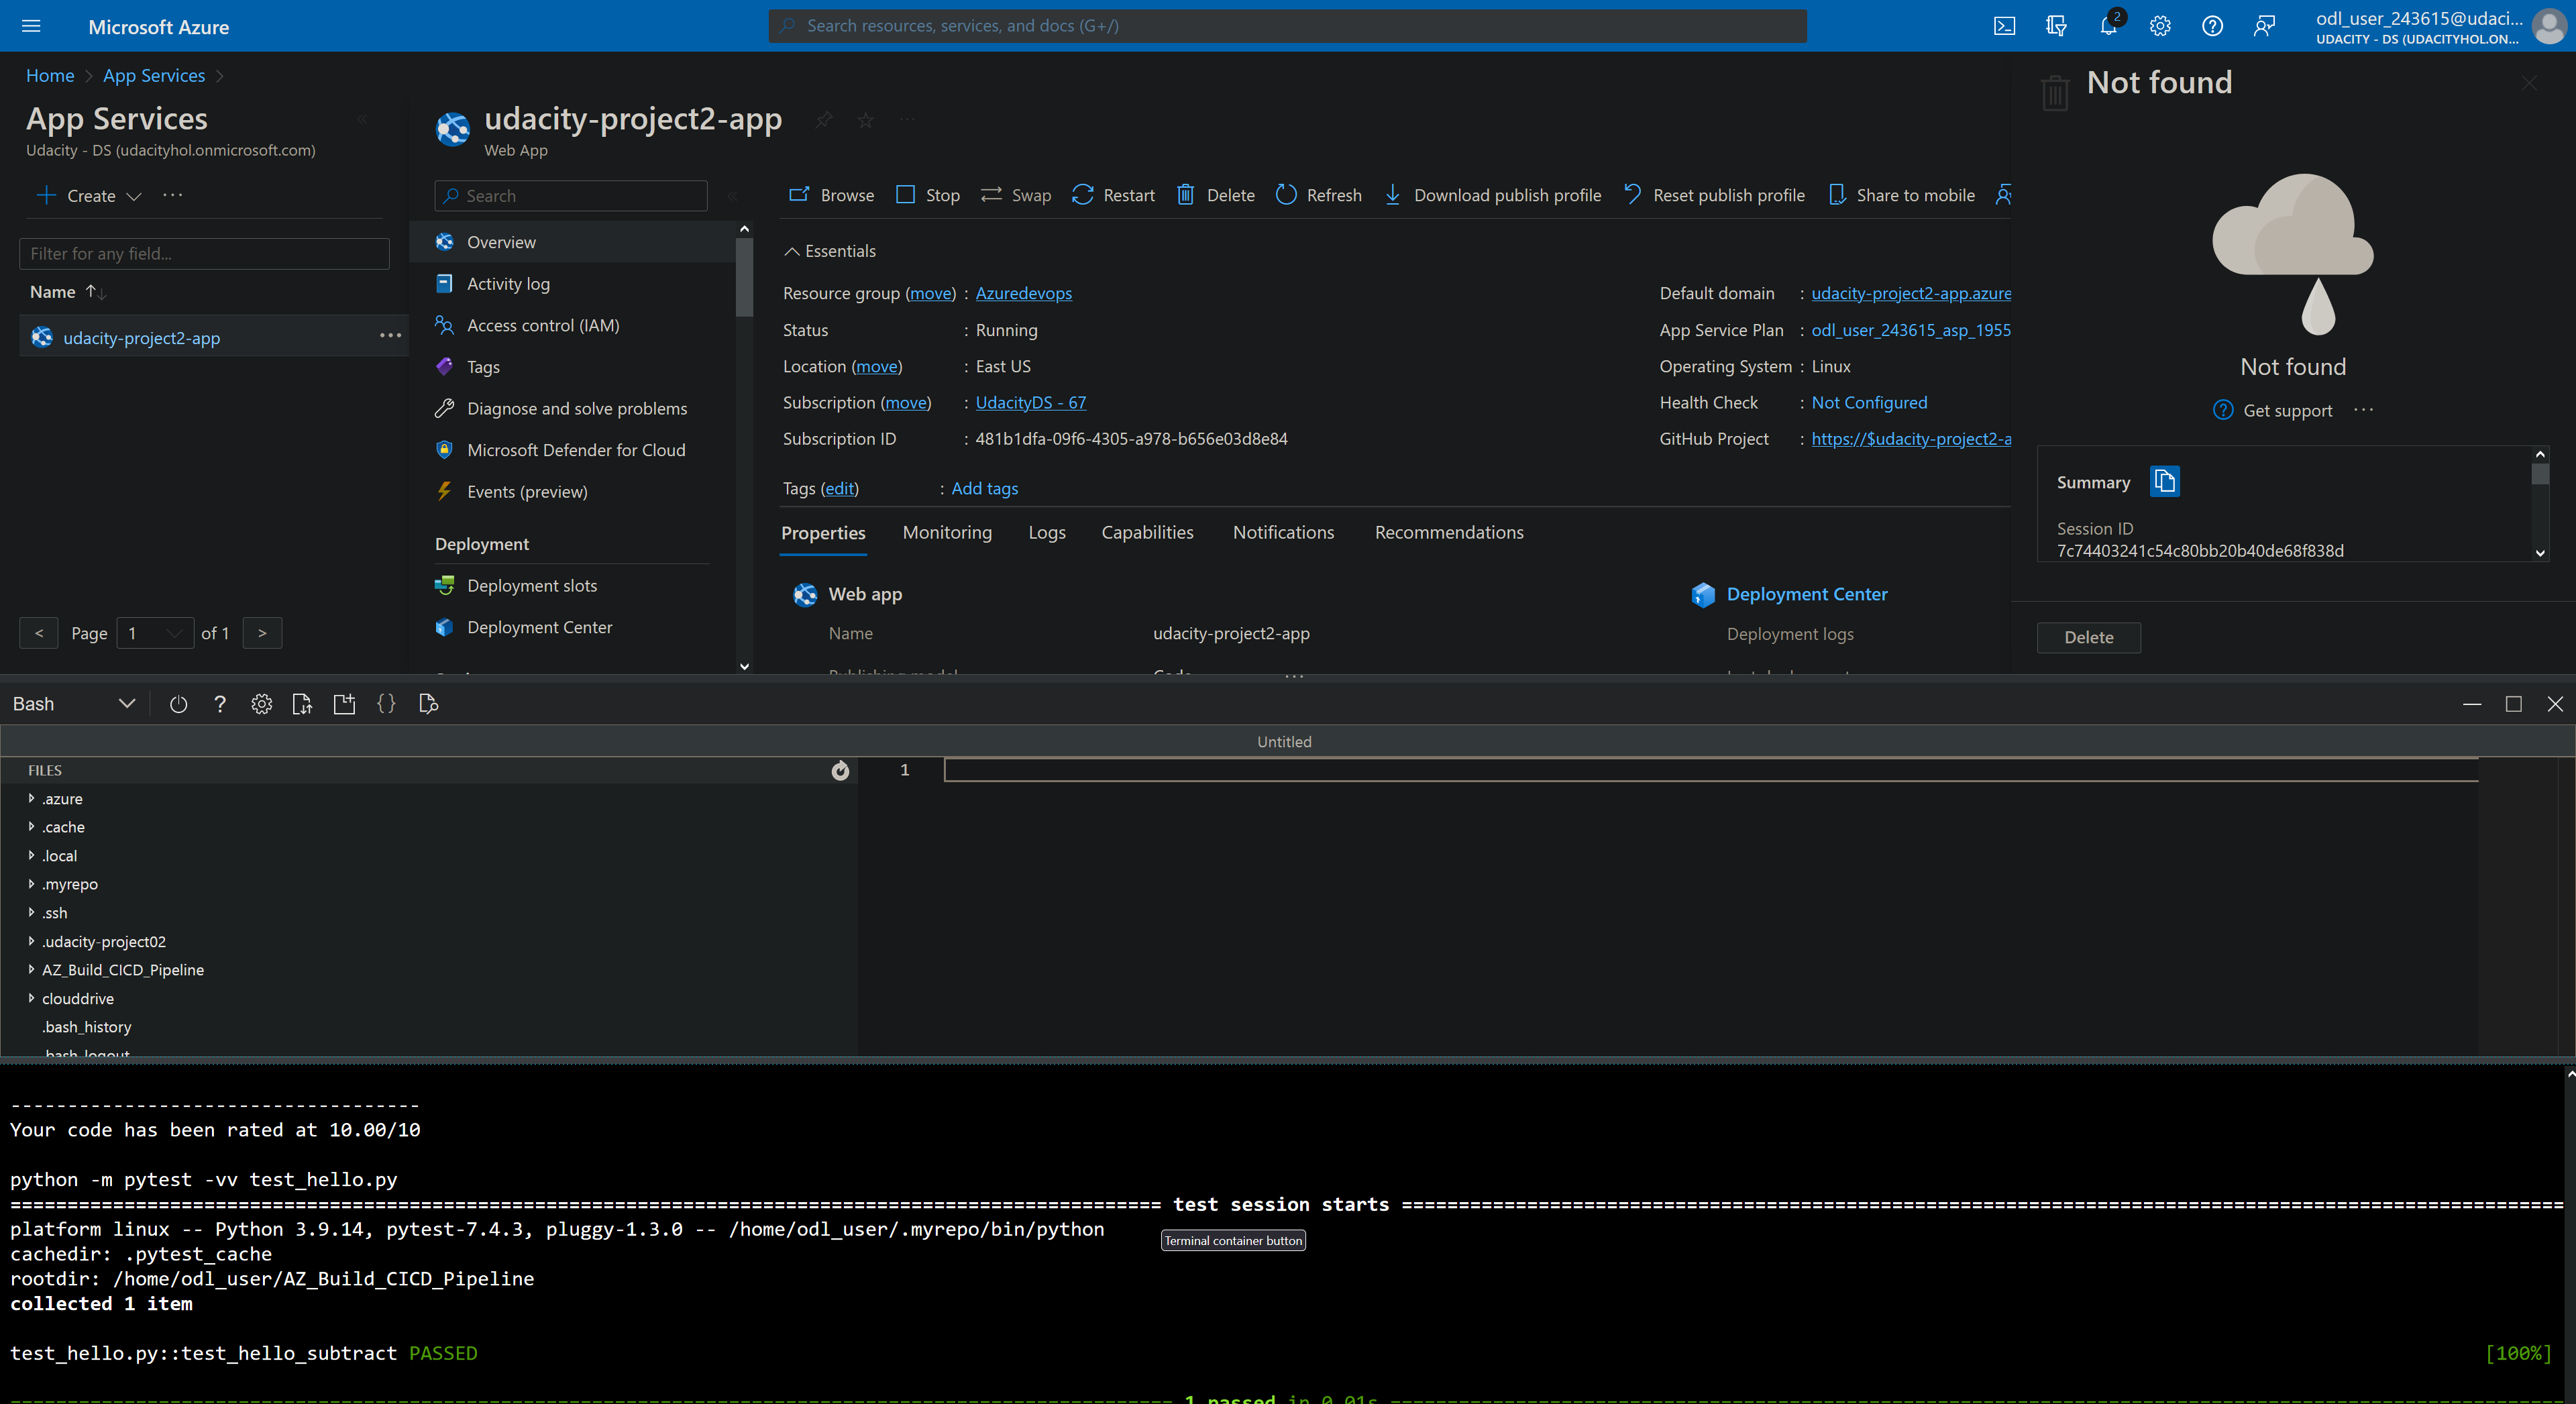 Microsoft Azure
Search resources, services, and docs (G+/)
2
odl_user_243615@udaci...
UDACITY - DS (UDACITYHOL.ON...
Home > App Services >
App Services
Udacity - DS (udacityhol.onmicrosoft.com)
Create
Filter for any field...
Name
udacity-project2-app
< Page 1 of 1 >
udacity-project2-app
Web App
Search
Overview
Activity log
Access control (IAM)
Tags
Diagnose and solve problems
Microsoft Defender for Cloud
Events (preview)
Deployment
Deployment slots
Deployment Center
Browse Stop Swap Restart Delete Refresh Download publish profile Reset publish profile Share to mobile
Essentials
Resource group (move) : Azuredevops
Status : Running
Location (move) : East US
Subscription (move) : UdacityDS - 67
Subscription ID : 481b1dfa-09f6-4305-a978-b656e03d8e84
Default domain : udacity-project2-app.azure
App Service Plan : odl_user_243615_asp_1955
Operating System : Linux
Health Check : Not Configured
GitHub Project : https://$udacity-project2-a
Tags (edit) : Add tags
Properties Monitoring Logs Capabilities Notifications Recommendations
Web app
Name udacity-project2-app
Deployment Center
Deployment logs
Not found
Not found
Get support
Summary
Session ID
7c74403241c54c80bb20b40de68f838d
Delete
Bash
Untitled
FILES
.azure
.cache
.local
.myrepo
.ssh
.udacity-project02
AZ_Build_CICD_Pipeline
clouddrive
.bash_history
.bash_logout
1
------------------------------------
Your code has been rated at 10.00/10
python -m pytest -vv test_hello.py
test session starts
platform linux -- Python 3.9.14, pytest-7.4.3, pluggy-1.3.0 -- /home/odl_user/.myrepo/bin/python
Terminal container button
cachedir: .pytest_cache
rootdir: /home/odl_user/AZ_Build_CICD_Pipeline
collected 1 item
test_hello.py::test_hello_subtract PASSED [100%]
1 passed in 0.01s